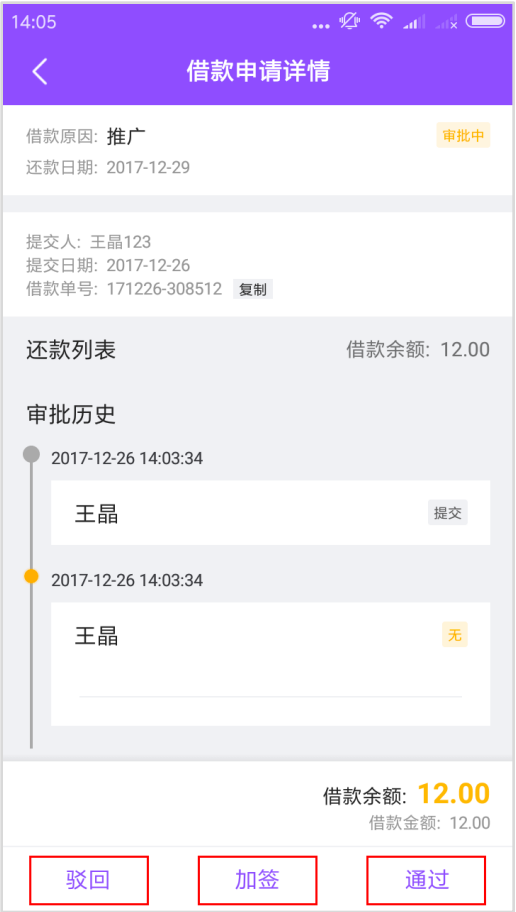 14:05
借款申请详情
借款原因: 推广 审批中
还款日期: 2017-12-29
提交人: 王晶123
提交日期: 2017-12-26
借款单号: 171226-308512 复制
还款列表 借款余额: 12.00
审批历史
2017-12-26 14:03:34
王晶 提交
2017-12-26 14:03:34
王晶 无
借款余额: 12.00
借款金额: 12.00
驳回 加签 通过